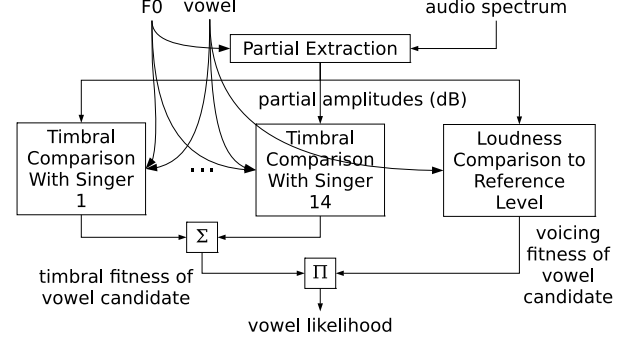 F0 vowel audio spectrum
Partial Extraction
partial amplitudes (dB)
Timbral
Comparison
With Singer
1
...
Timbral
Comparison
With Singer
14
Loudness
Comparison to
Reference
Level
Σ
timbral fitness of
vowel candidate
Π
voicing
fitness of
vowel
candidate
vowel likelihood